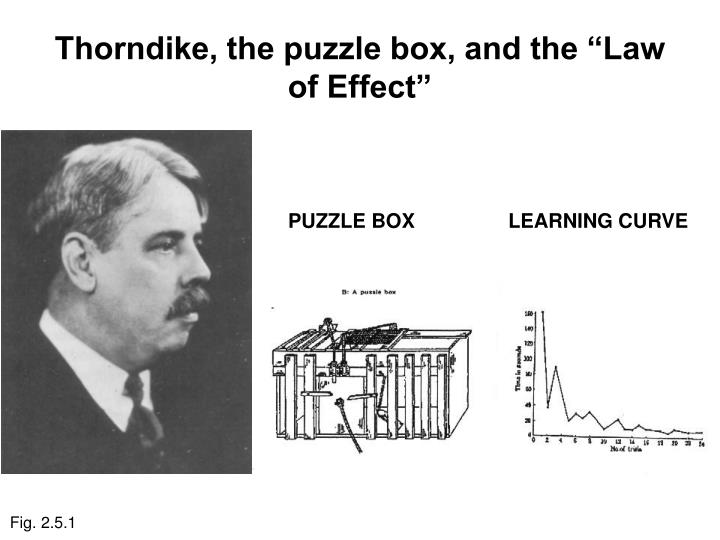 Thorndike, the puzzle box, and the “Law
of Effect”
PUZZLE BOX
LEARNING CURVE
B: A puzzle box
160
140
120
100
80
60
40
20
0
Time in seconds
0 2 4 6 8 10 12 14 16 18 20 22 24
No. of trials
Fig. 2.5.1